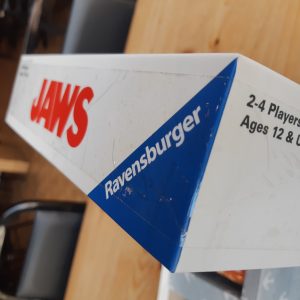 JAWS
Ravensburger
2-4 Players
Ages 12 & U